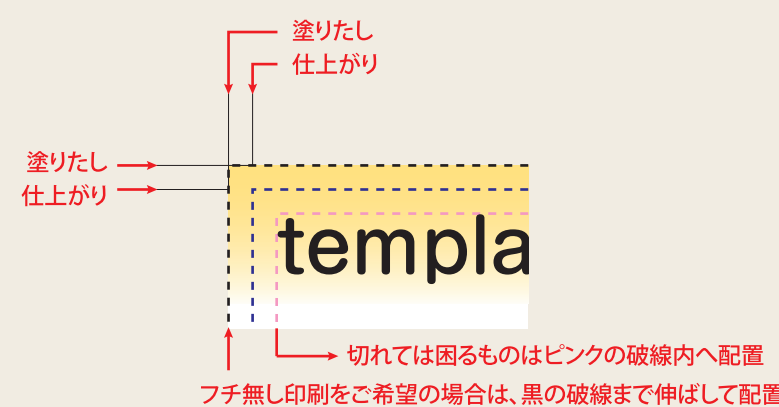 塗りたし
仕上がり
塗りたし
仕上がり
templa
切れては困るものはピンクの破線内へ配置
フチ無し印刷をご希望の場合は、黒の破線まで伸ばして配置